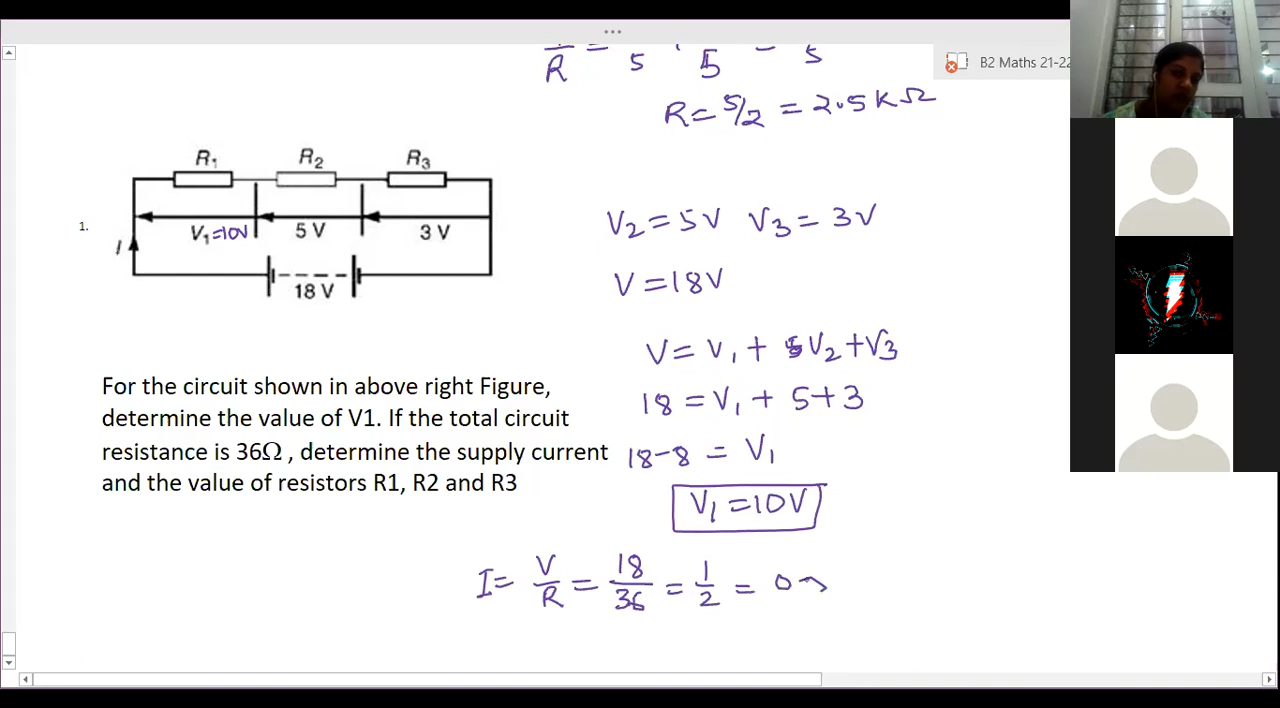 B2 Maths 21-22
R = 5 5 = 5
R = 5/2 = 2.5KΩ
R1 R2 R3
1.
V1=10V 5 V 3 V
I
18 V
V2 = 5V V3 = 3V
V = 18V
V = V1 + V2 + V3
18 = V1 + 5+3
18-8 = V1
V1 = 10V
For the circuit shown in above right Figure,
determine the value of V1. If the total circuit
resistance is 36Ω , determine the supply current
and the value of resistors R1, R2 and R3
I = V/R = 18/36 = 1/2 = 0